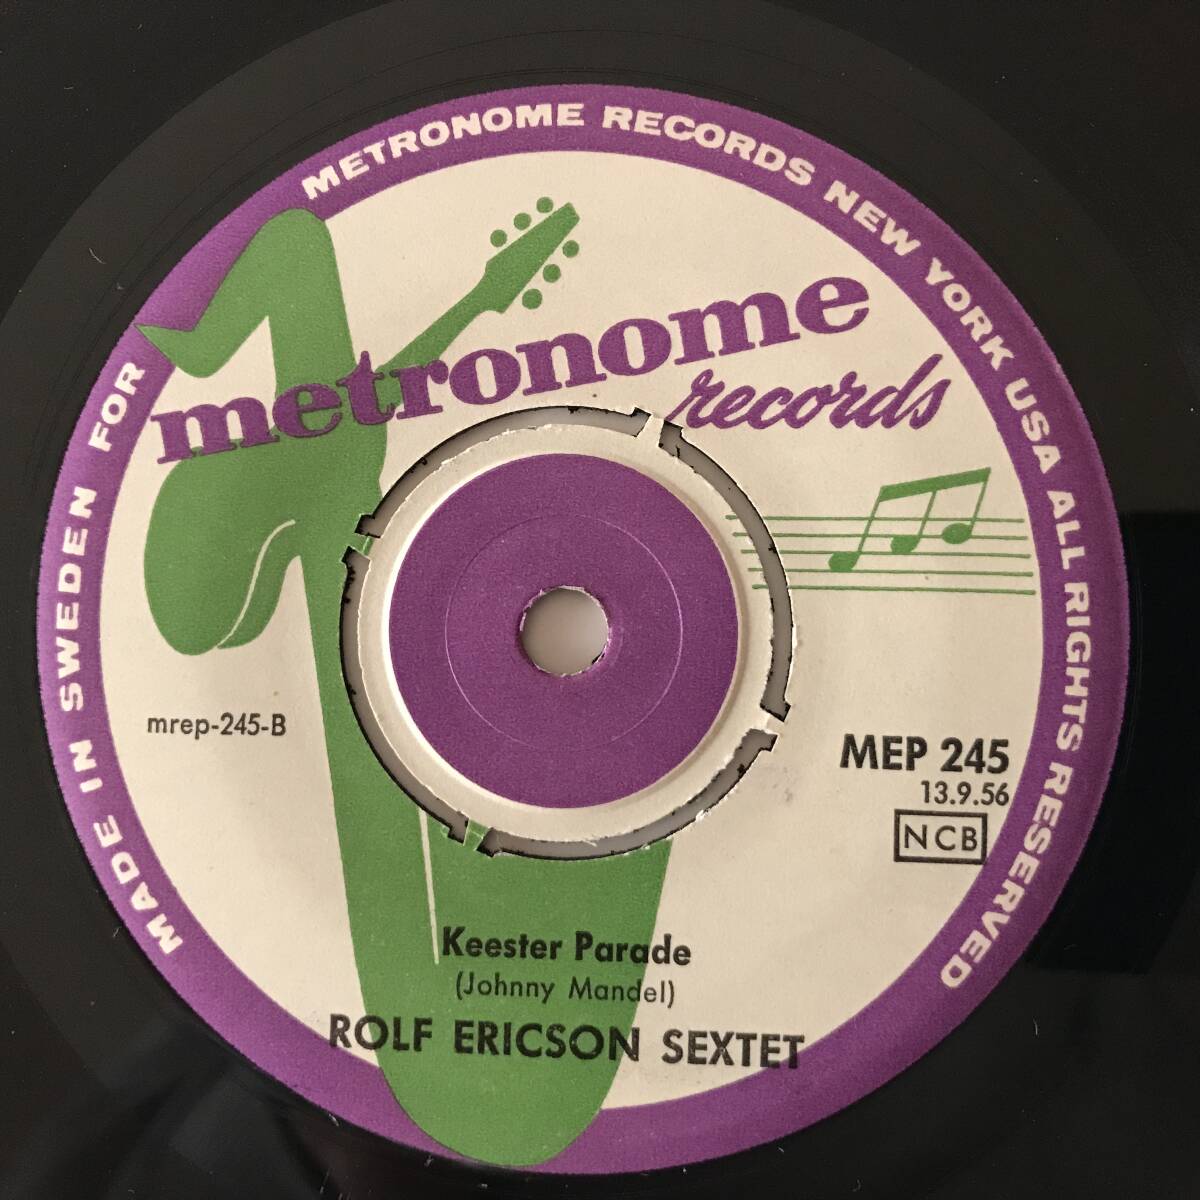 METRONOME RECORDS NEW YORK USA ALL RIGHTS RESERVED
MADE IN SWEDEN FOR
metronome
records
mrep-245-B
MEP 245
13.9.56
NCB
Keester Parade
(Johnny Mandel)
ROLF ERICSON SEXTET